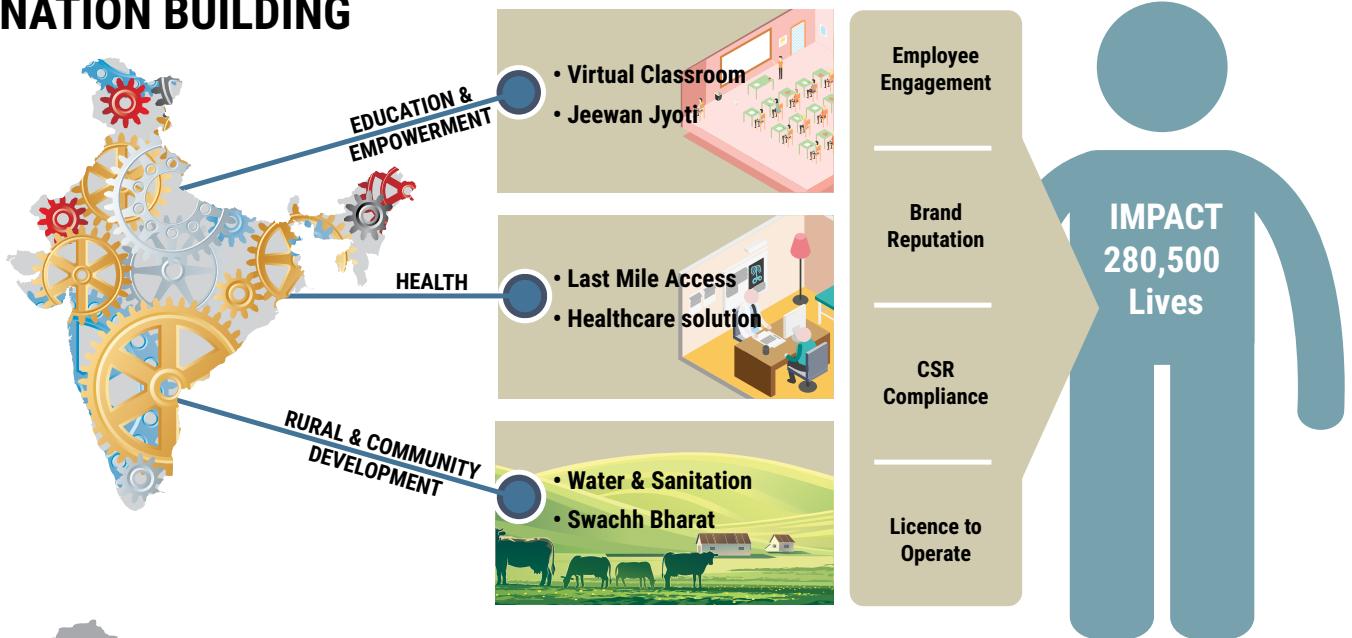 NATION BUILDING
EDUCATION &
EMPOWERMENT
• Virtual Classroom
• Jeewan Jyoti
HEALTH
• Last Mile Access
• Healthcare solution
RURAL & COMMUNITY
DEVELOPMENT
• Water & Sanitation
• Swachh Bharat
Employee
Engagement
Brand
Reputation
CSR
Compliance
Licence to
Operate
IMPACT
280,500
Lives